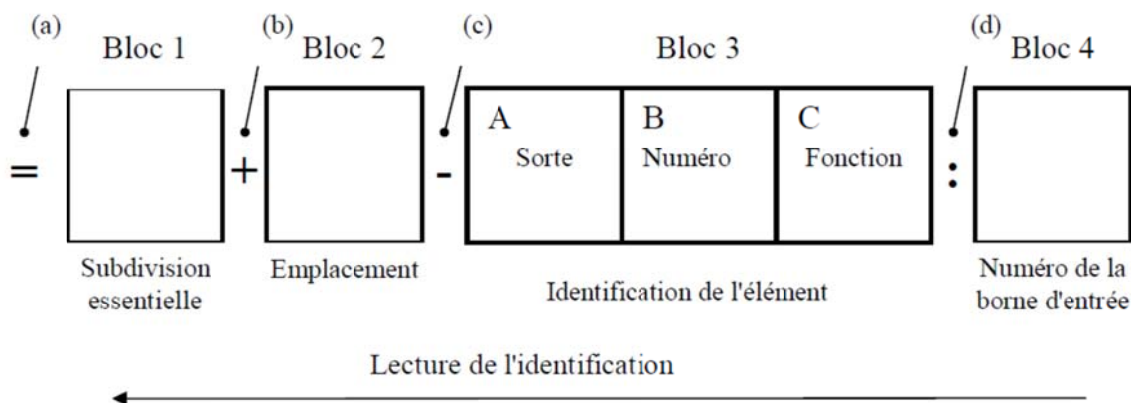 (a) Bloc 1 (b) Bloc 2 (c) Bloc 3 (d) Bloc 4
= + - A B C :
Sorte Numéro Fonction
Subdivision essentielle
Emplacement
Identification de l'élément
Numéro de la borne d'entrée
Lecture de l'identification